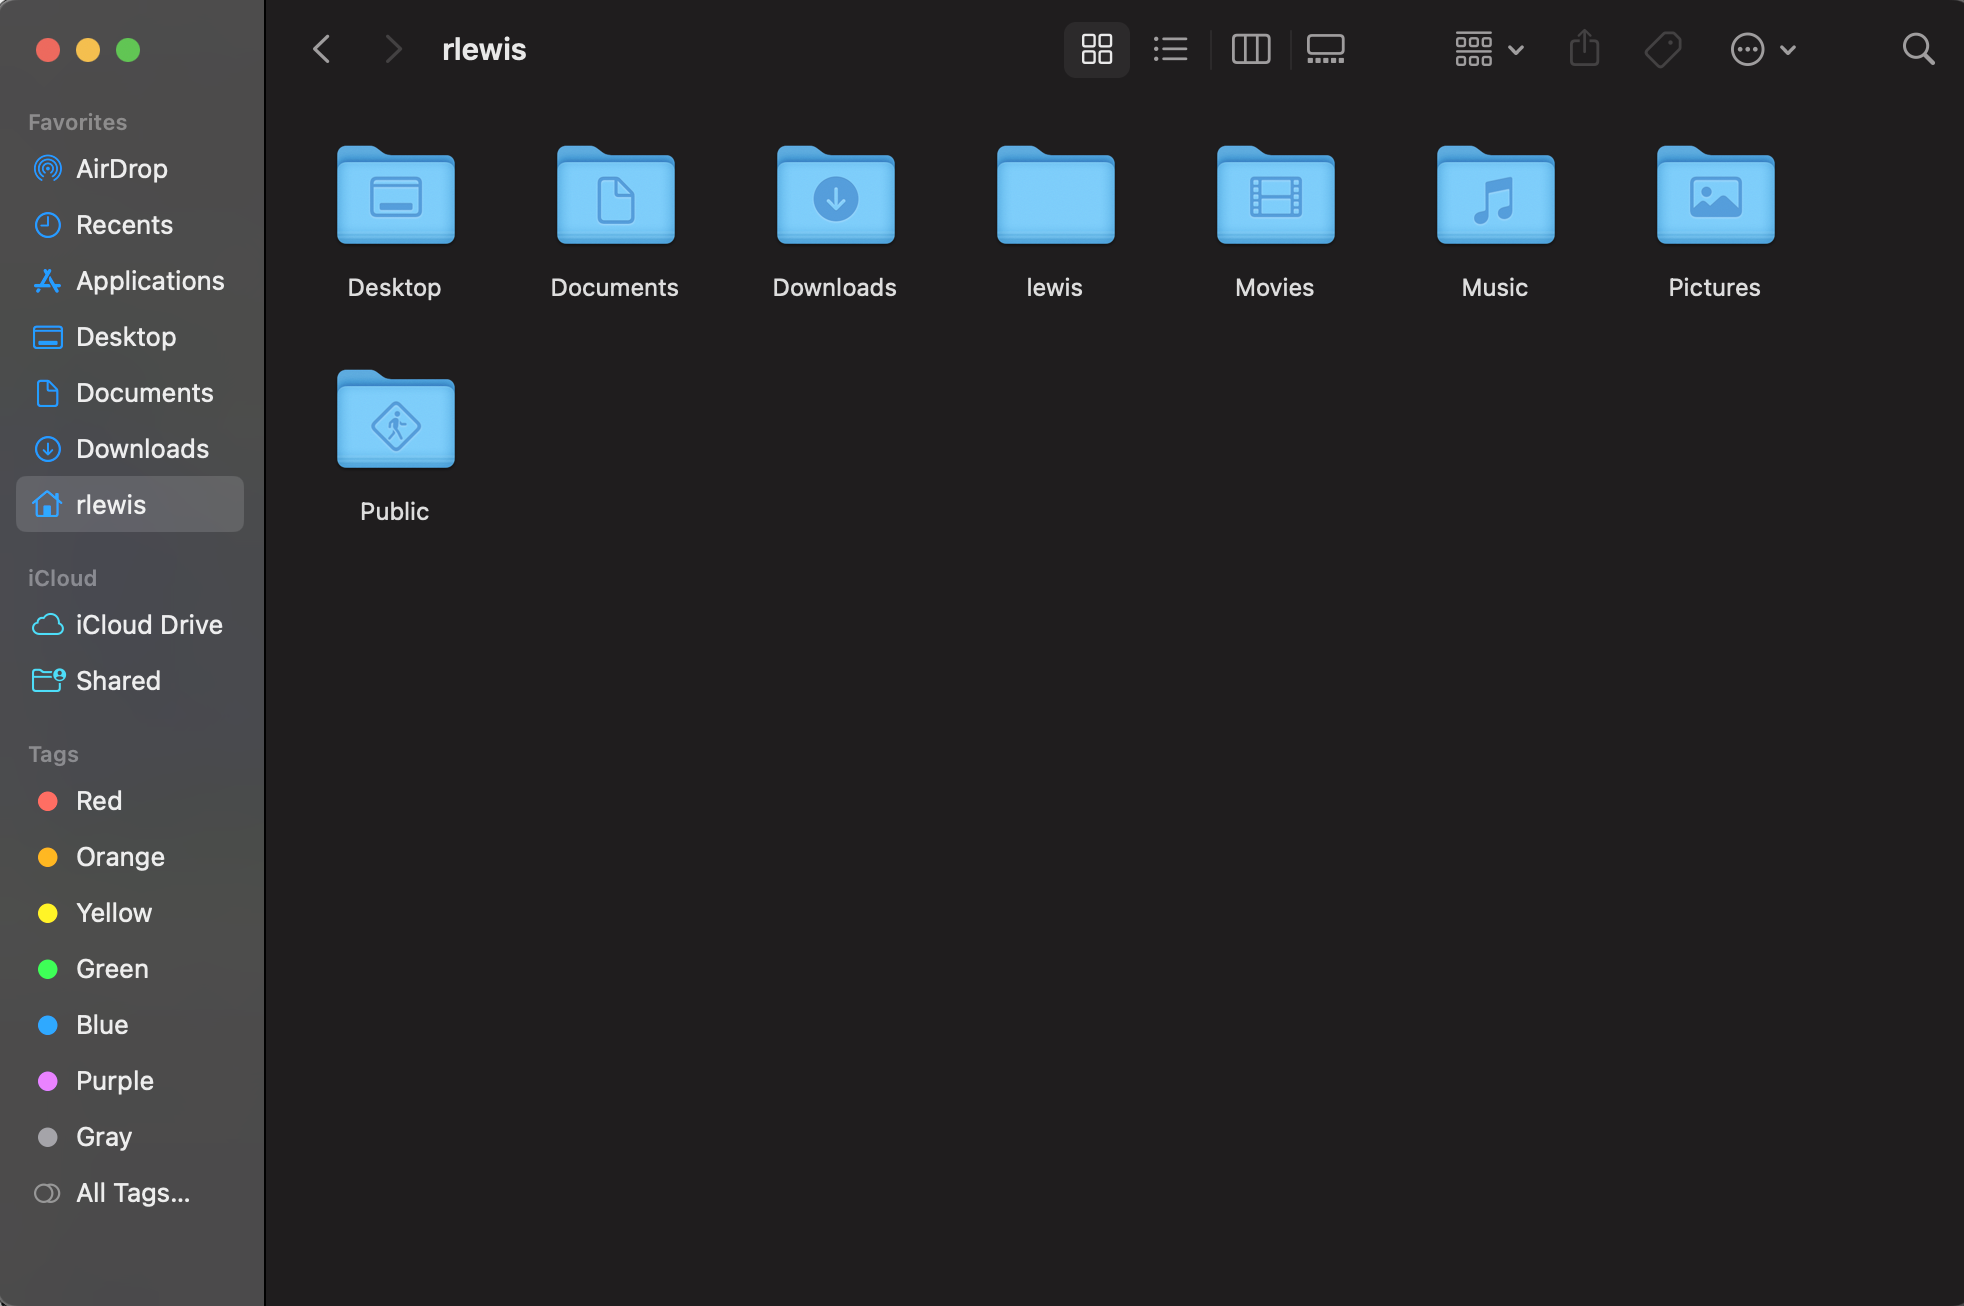 rlewis
Favorites
AirDrop
Recents
Applications
Desktop
Documents
Downloads
rlewis
iCloud
iCloud Drive
Shared
Tags
Red
Orange
Yellow
Green
Blue
Purple
Gray
All Tags...
Desktop
Documents
Downloads
lewis
Movies
Music
Pictures
Public